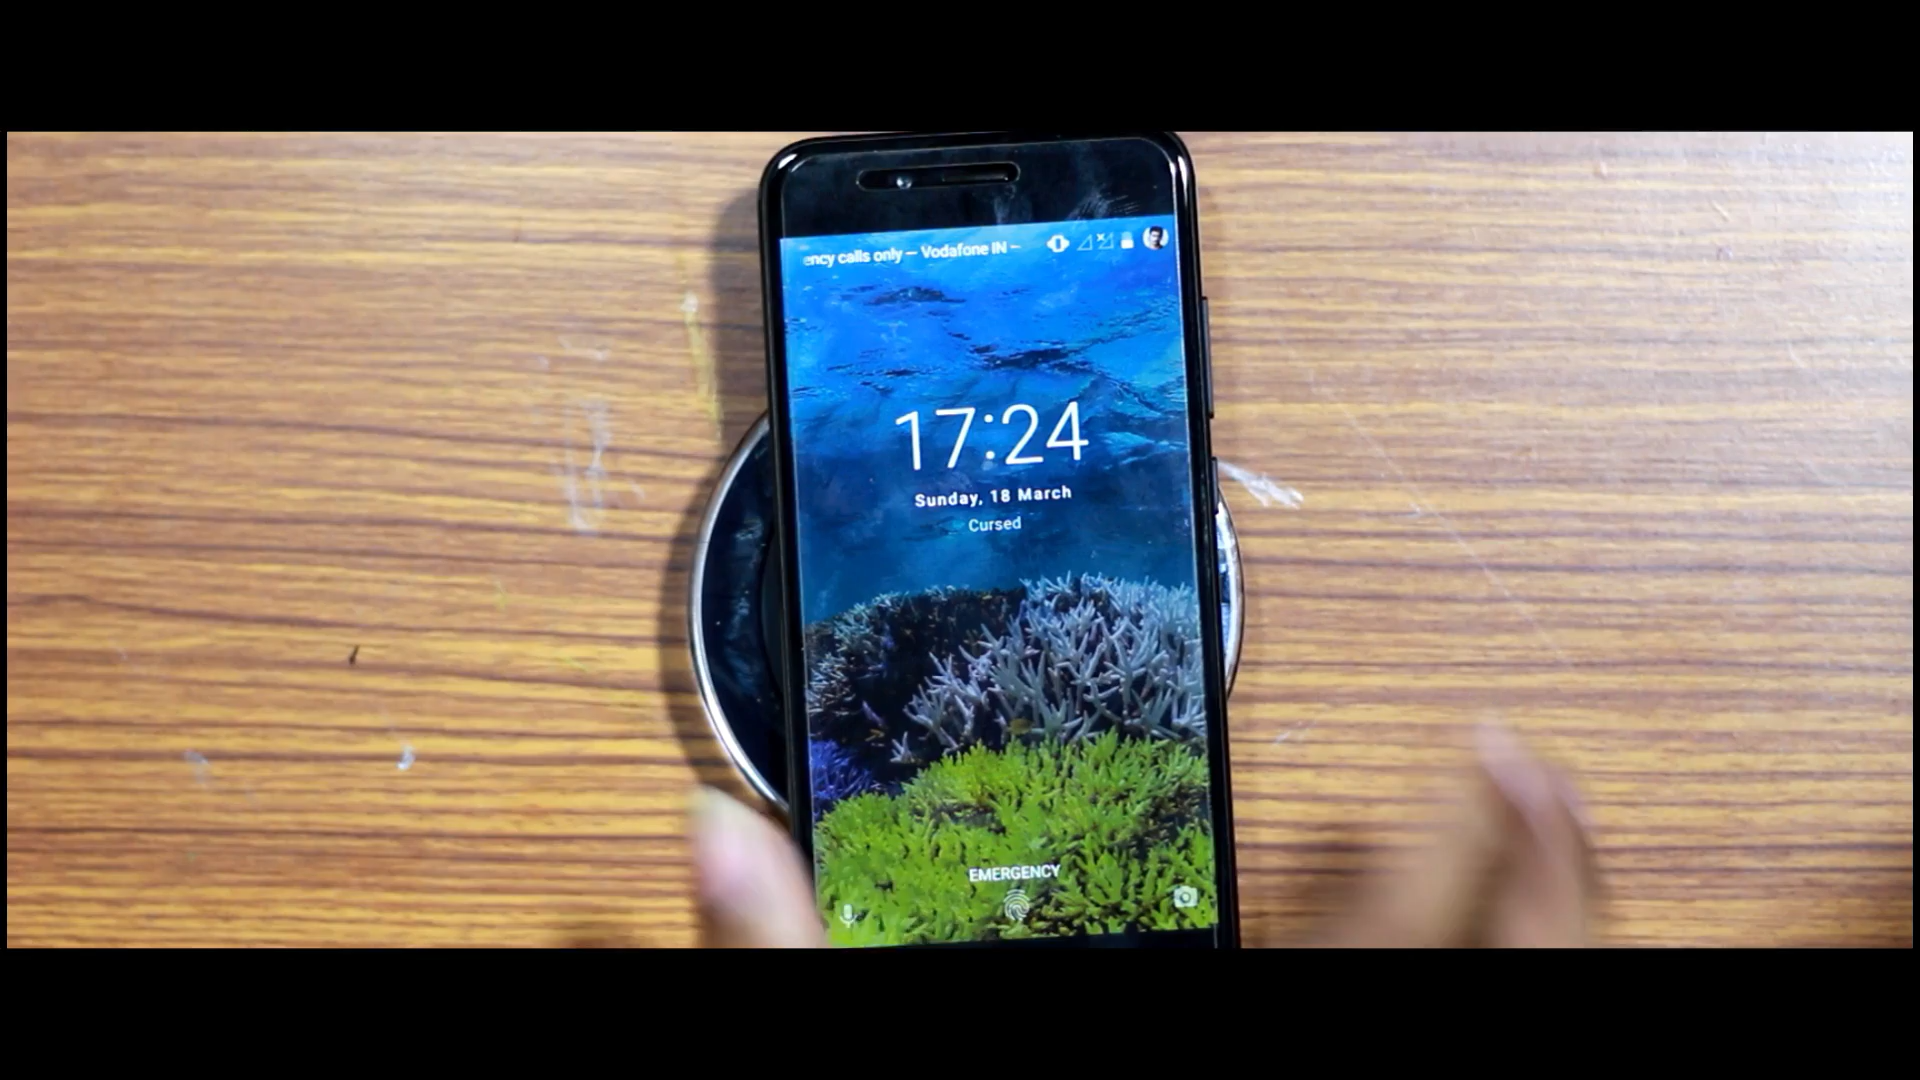 ency calls only — Vodafone IN —
17:24
Sunday, 18 March
Cursed
EMERGENCY